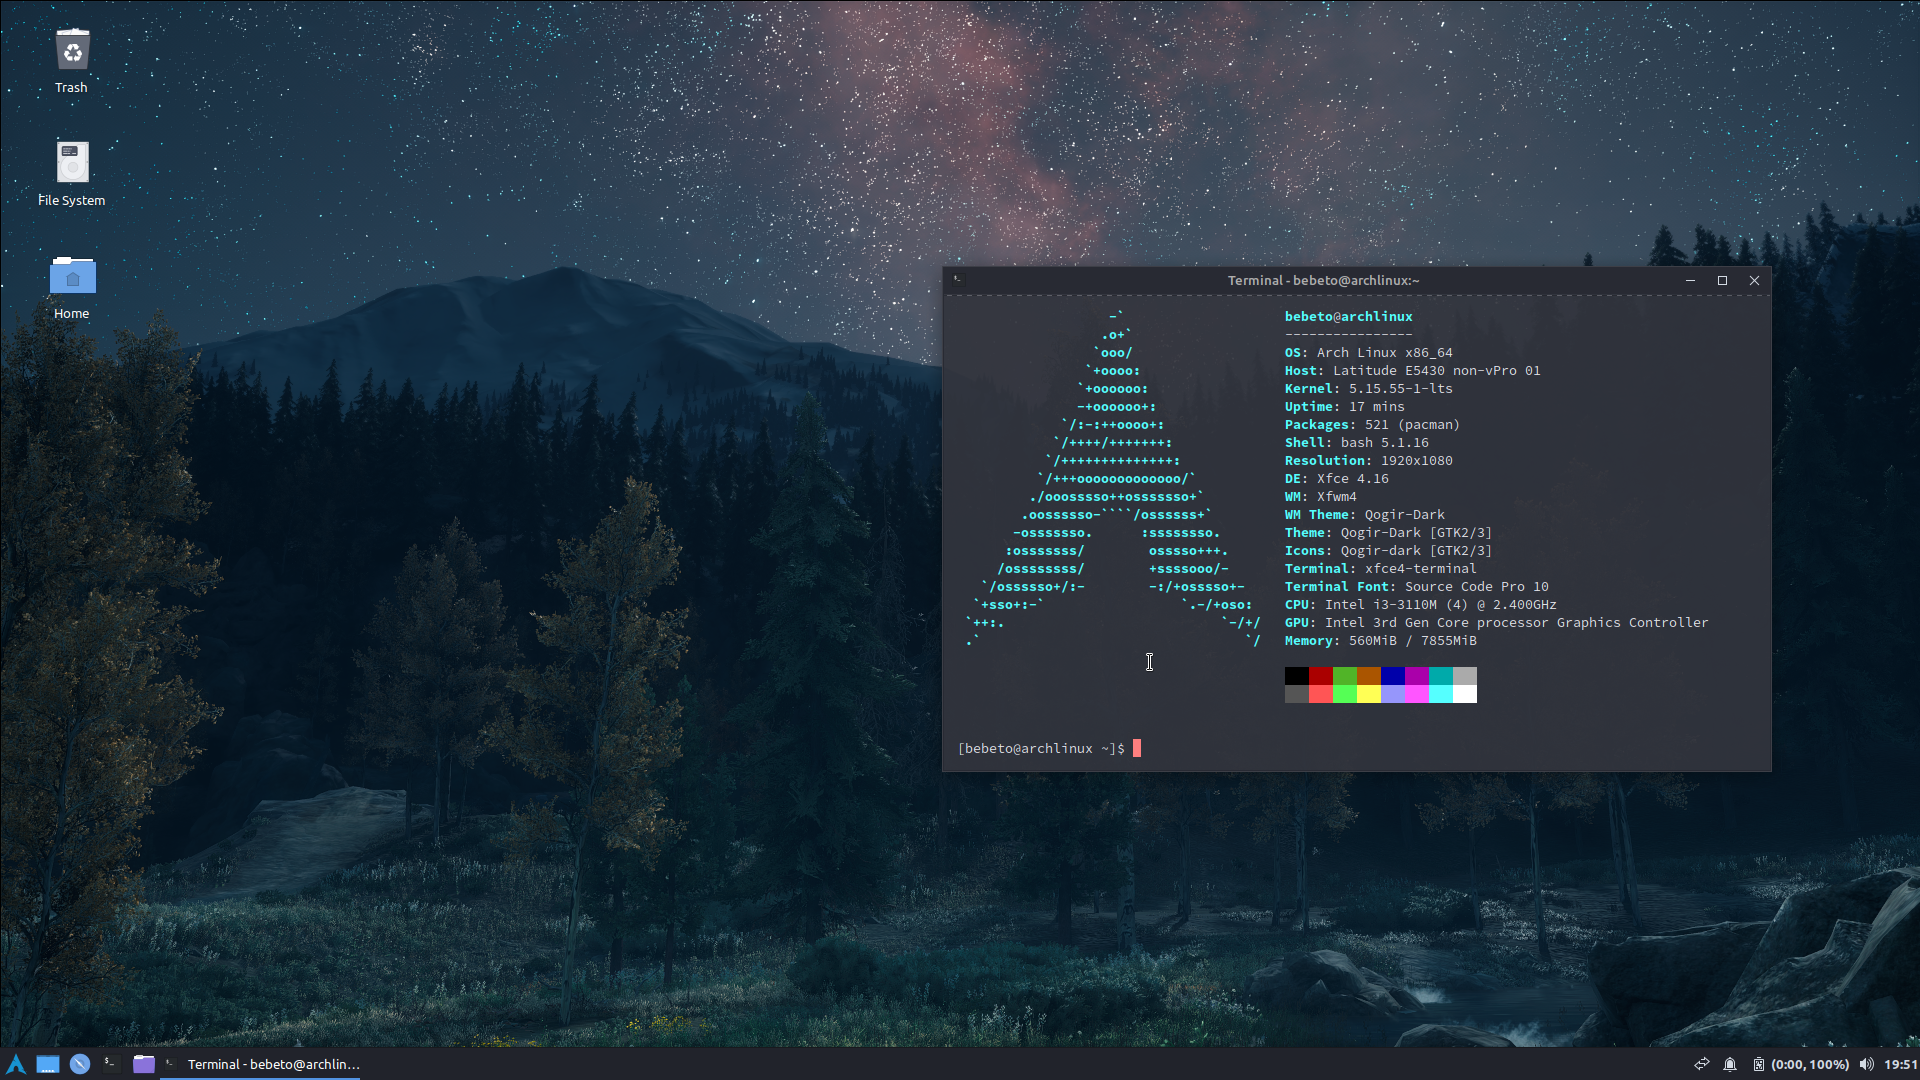 Trash
File System
Home
Terminal - bebeto@archlinux:~
-`
.o+`
`ooo/
`+oooo:
`+oooooo:
-+oooooo+:
`/:-:++oooo+:
`/++++/+++++++:
`/++++++++++++++:
`/+++ooooooooooooo/`
./ooosssso++osssssso+`
.oossssso-````/ossssss+`
-osssssso. :ssssssso.
:osssssss/ osssso+++.
/ossssssss/ +ssssooo/-
`/ossssso+/:- -:/+osssso+-
`+sso+:-` `.-/+oso:
`++:. `-/+/
.` `/
bebeto@archlinux
----------------
OS: Arch Linux x86_64
Host: Latitude E5430 non-vPro 01
Kernel: 5.15.55-1-lts
Uptime: 17 mins
Packages: 521 (pacman)
Shell: bash 5.1.16
Resolution: 1920x1080
DE: Xfce 4.16
WM: Xfwm4
WM Theme: Qogir-Dark
Theme: Qogir-Dark [GTK2/3]
Icons: Qogir-dark [GTK2/3]
Terminal: xfce4-terminal
Terminal Font: Source Code Pro 10
CPU: Intel i3-3110M (4) @ 2.400GHz
GPU: Intel 3rd Gen Core processor Graphics Controller
Memory: 560MiB / 7855MiB
[bebeto@archlinux ~]$
Terminal - bebeto@archlin...
(0:00, 100%)
19:51